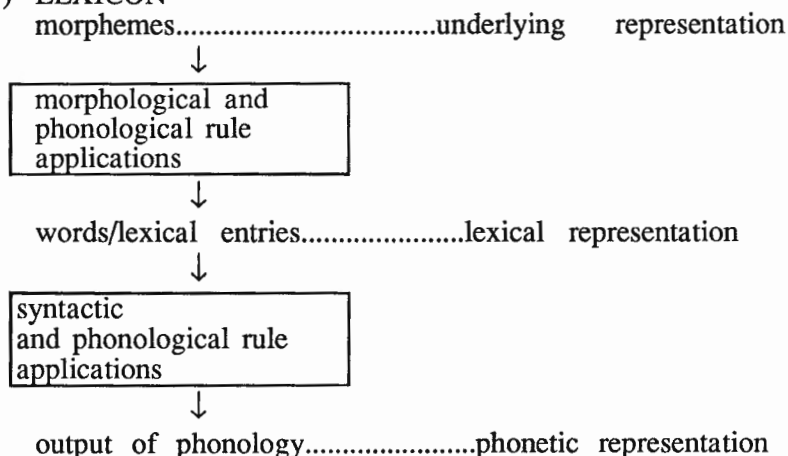 ) LEXICON
morphemes...................................underlying representation
↓
morphological and
phonological rule
applications
↓
words/lexical entries......................lexical representation
↓
syntactic
and phonological rule
applications
↓
output of phonology.......................phonetic representation